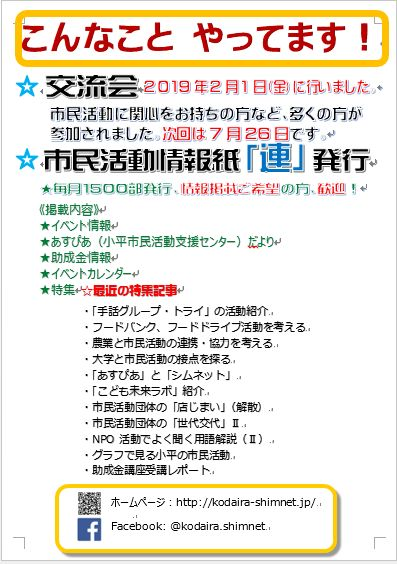 こんなこと やってます！
☆ 交流会 2019年2月1日(金)に行いました。
市民活動に関心をお持ちの方など、多くの方が
参加されました。次回は7月26日です。
☆ 市民活動情報紙「連」発行
★毎月1500部発行、情報掲載ご希望の方、歓迎！
《掲載内容》
★イベント情報
★あすぴあ（小平市民活動支援センター）だより
★助成金情報
★イベントカレンダー
★特集 ☆最近の特集記事
・「手話グループ・トライ」の活動紹介
・フードバンク、フードドライブ活動を考える
・農業と市民活動の連携・協力を考える
・大学と市民活動の接点を探る
・「あすぴあ」と「シムネット」
・「こども未来ラボ」紹介
・市民活動団体の「店じまい」（解散）
・市民活動団体の「世代交代」Ⅱ
・NPO 活動でよく聞く用語解説（Ⅱ）
・グラフで見る小平の市民活動
・助成金講座受講レポート
ホームページ：http://kodaira-shimnet.jp/
Facebook: @kodaira.shimnet